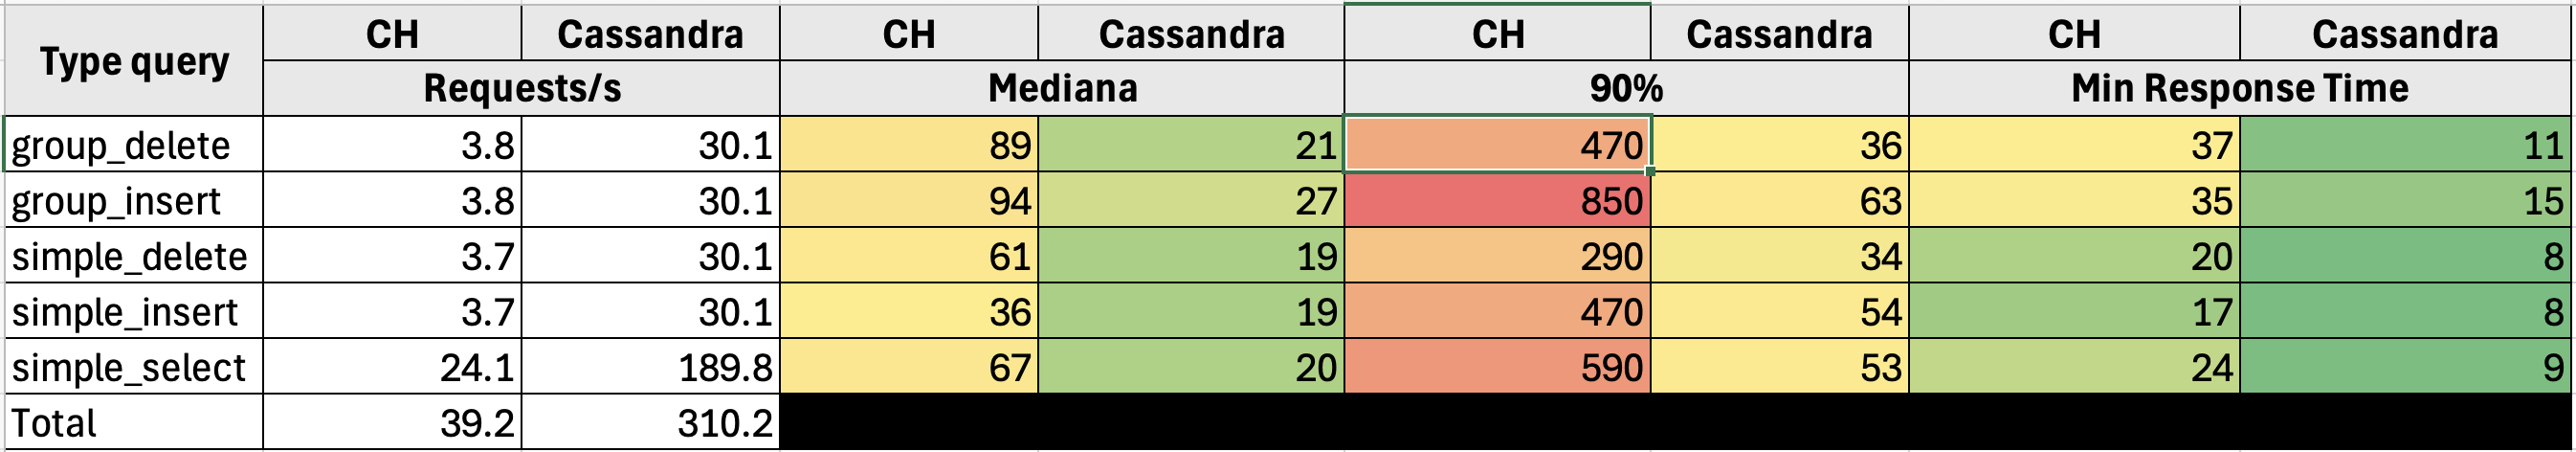 Type query CH Cassandra CH Cassandra CH Cassandra CH Cassandra
Requests/s Mediana 90% Min Response Time
group_delete 3.8 30.1 89 21 470 36 37 11
group_insert 3.8 30.1 94 27 850 63 35 15
simple_delete 3.7 30.1 61 19 290 34 20 8
simple_insert 3.7 30.1 36 19 470 54 17 8
simple_select 24.1 189.8 67 20 590 53 24 9
Total 39.2 310.2